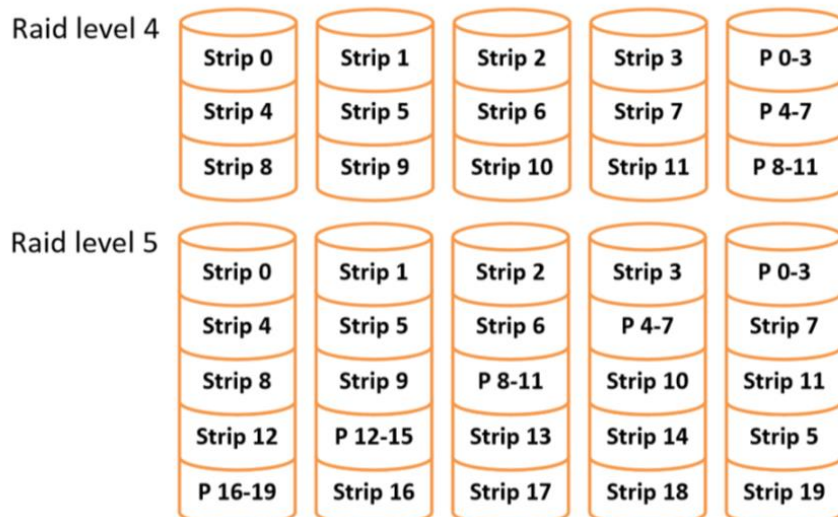 Raid level 4
Strip 0 Strip 1 Strip 2 Strip 3 P 0-3
Strip 4 Strip 5 Strip 6 Strip 7 P 4-7
Strip 8 Strip 9 Strip 10 Strip 11 P 8-11
Raid level 5
Strip 0 Strip 1 Strip 2 Strip 3 P 0-3
Strip 4 Strip 5 Strip 6 P 4-7 Strip 7
Strip 8 Strip 9 P 8-11 Strip 10 Strip 11
Strip 12 P 12-15 Strip 13 Strip 14 Strip 5
P 16-19 Strip 16 Strip 17 Strip 18 Strip 19